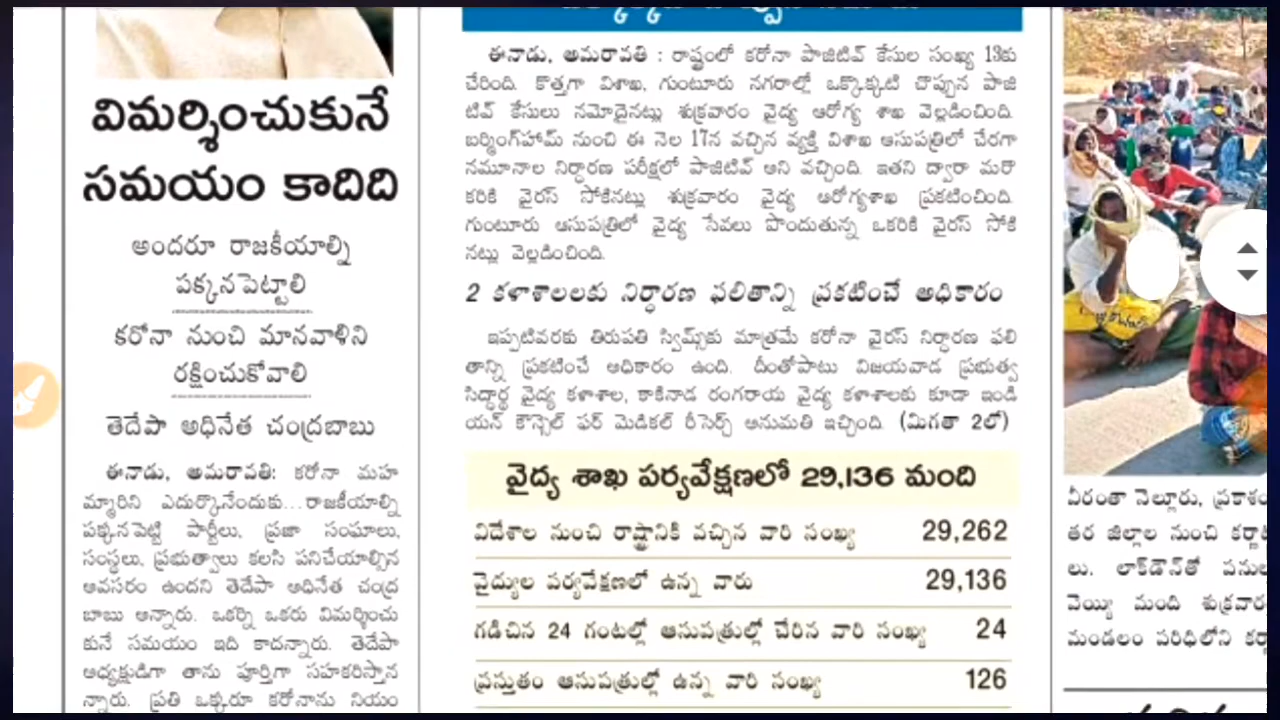 విమర్శించుకునే
సమయం కాదిది
అందరూ రాజకీయాల్ని
పక్కనపెట్టాలి
కరోనా నుంచి మానవాళిని
రక్షించుకోవాలి
తెదేపా అధినేత చంద్రబాబు
ఈనాడు, అమరావతి: కరోనా మహ
మ్మారిని ఎదుర్కొనేందుకు...రాజకీయాల్ని
పక్కనపెట్టి పార్టీలు, ప్రజా సంఘాలు,
సంస్థలు, ప్రభుత్వాలు కలసి పనిచేయాల్సిన
అవసరం ఉందని తెదేపా అధినేత చంద్ర
బాబు అన్నారు. ఒకర్ని ఒకరు విమర్శించు
కునే సమయం ఇది కాదన్నారు. తెదేపా
అధ్యక్షుడిగా తాను పూర్తిగా సహకరిస్తాన
న్నారు. ప్రతి ఒక్కరూ కరోనాను నియం
ఈనాడు, అమరావతి : రాష్ట్రంలో కరోనా పాజిటివ్ కేసుల సంఖ్య 13కు
చేరింది. కొత్తగా విశాఖ, గుంటూరు నగరాల్లో ఒక్కొక్కటి చొప్పున పాజి
టివ్ కేసులు నమోదైనట్లు శుక్రవారం వైద్య ఆరోగ్య శాఖ వెల్లడించింది.
బర్మింగ్‌హామ్ నుంచి ఈ నెల 17న వచ్చిన వ్యక్తి విశాఖ ఆసుపత్రిలో చేరగా
నమూనాల నిర్ధారణ పరీక్షలో పాజిటివ్ అని వచ్చింది. ఇతని ద్వారా మరొ
కరికి వైరస్ సోకినట్లు శుక్రవారం వైద్య ఆరోగ్యశాఖ ప్రకటించింది.
గుంటూరు ఆసుపత్రిలో వైద్య సేవలు పొందుతున్న ఒకరికి వైరస్ సోకి
నట్లు వెల్లడించింది.
2 కళాశాలలకు నిర్ధారణ ఫలితాన్ని ప్రకటించే అధికారం
ఇప్పటివరకు తిరుపతి స్విమ్స్‌కు మాత్రమే కరోనా వైరస్ నిర్ధారణ ఫలి
తాన్ని ప్రకటించే అధికారం ఉంది. దీంతోపాటు విజయవాడ ప్రభుత్వ
సిద్ధార్థ వైద్య కళాశాల, కాకినాడ రంగరాయ వైద్య కళాశాలకు కూడా ఇండి
యన్ కౌన్సెల్ ఫర్ మెడికల్ రీసెర్చ్ అనుమతి ఇచ్చింది. (మిగతా 2లో)
వైద్య శాఖ పర్యవేక్షణలో 29,136 మంది
విదేశాల నుంచి రాష్ట్రానికి వచ్చిన వారి సంఖ్య 29,262
వైద్యుల పర్యవేక్షణలో ఉన్న వారు 29,136
గడిచిన 24 గంటల్లో ఆసుపత్రుల్లో చేరిన వారి సంఖ్య 24
ప్రస్తుతం ఆసుపత్రుల్లో ఉన్న వారి సంఖ్య 126
వీరంతా నెల్లూరు,
తర జిల్లాల నుంచి
లు. లాక్‌డౌన్‌తో
వెయ్యి మంది
మండలం పరిధిలోని